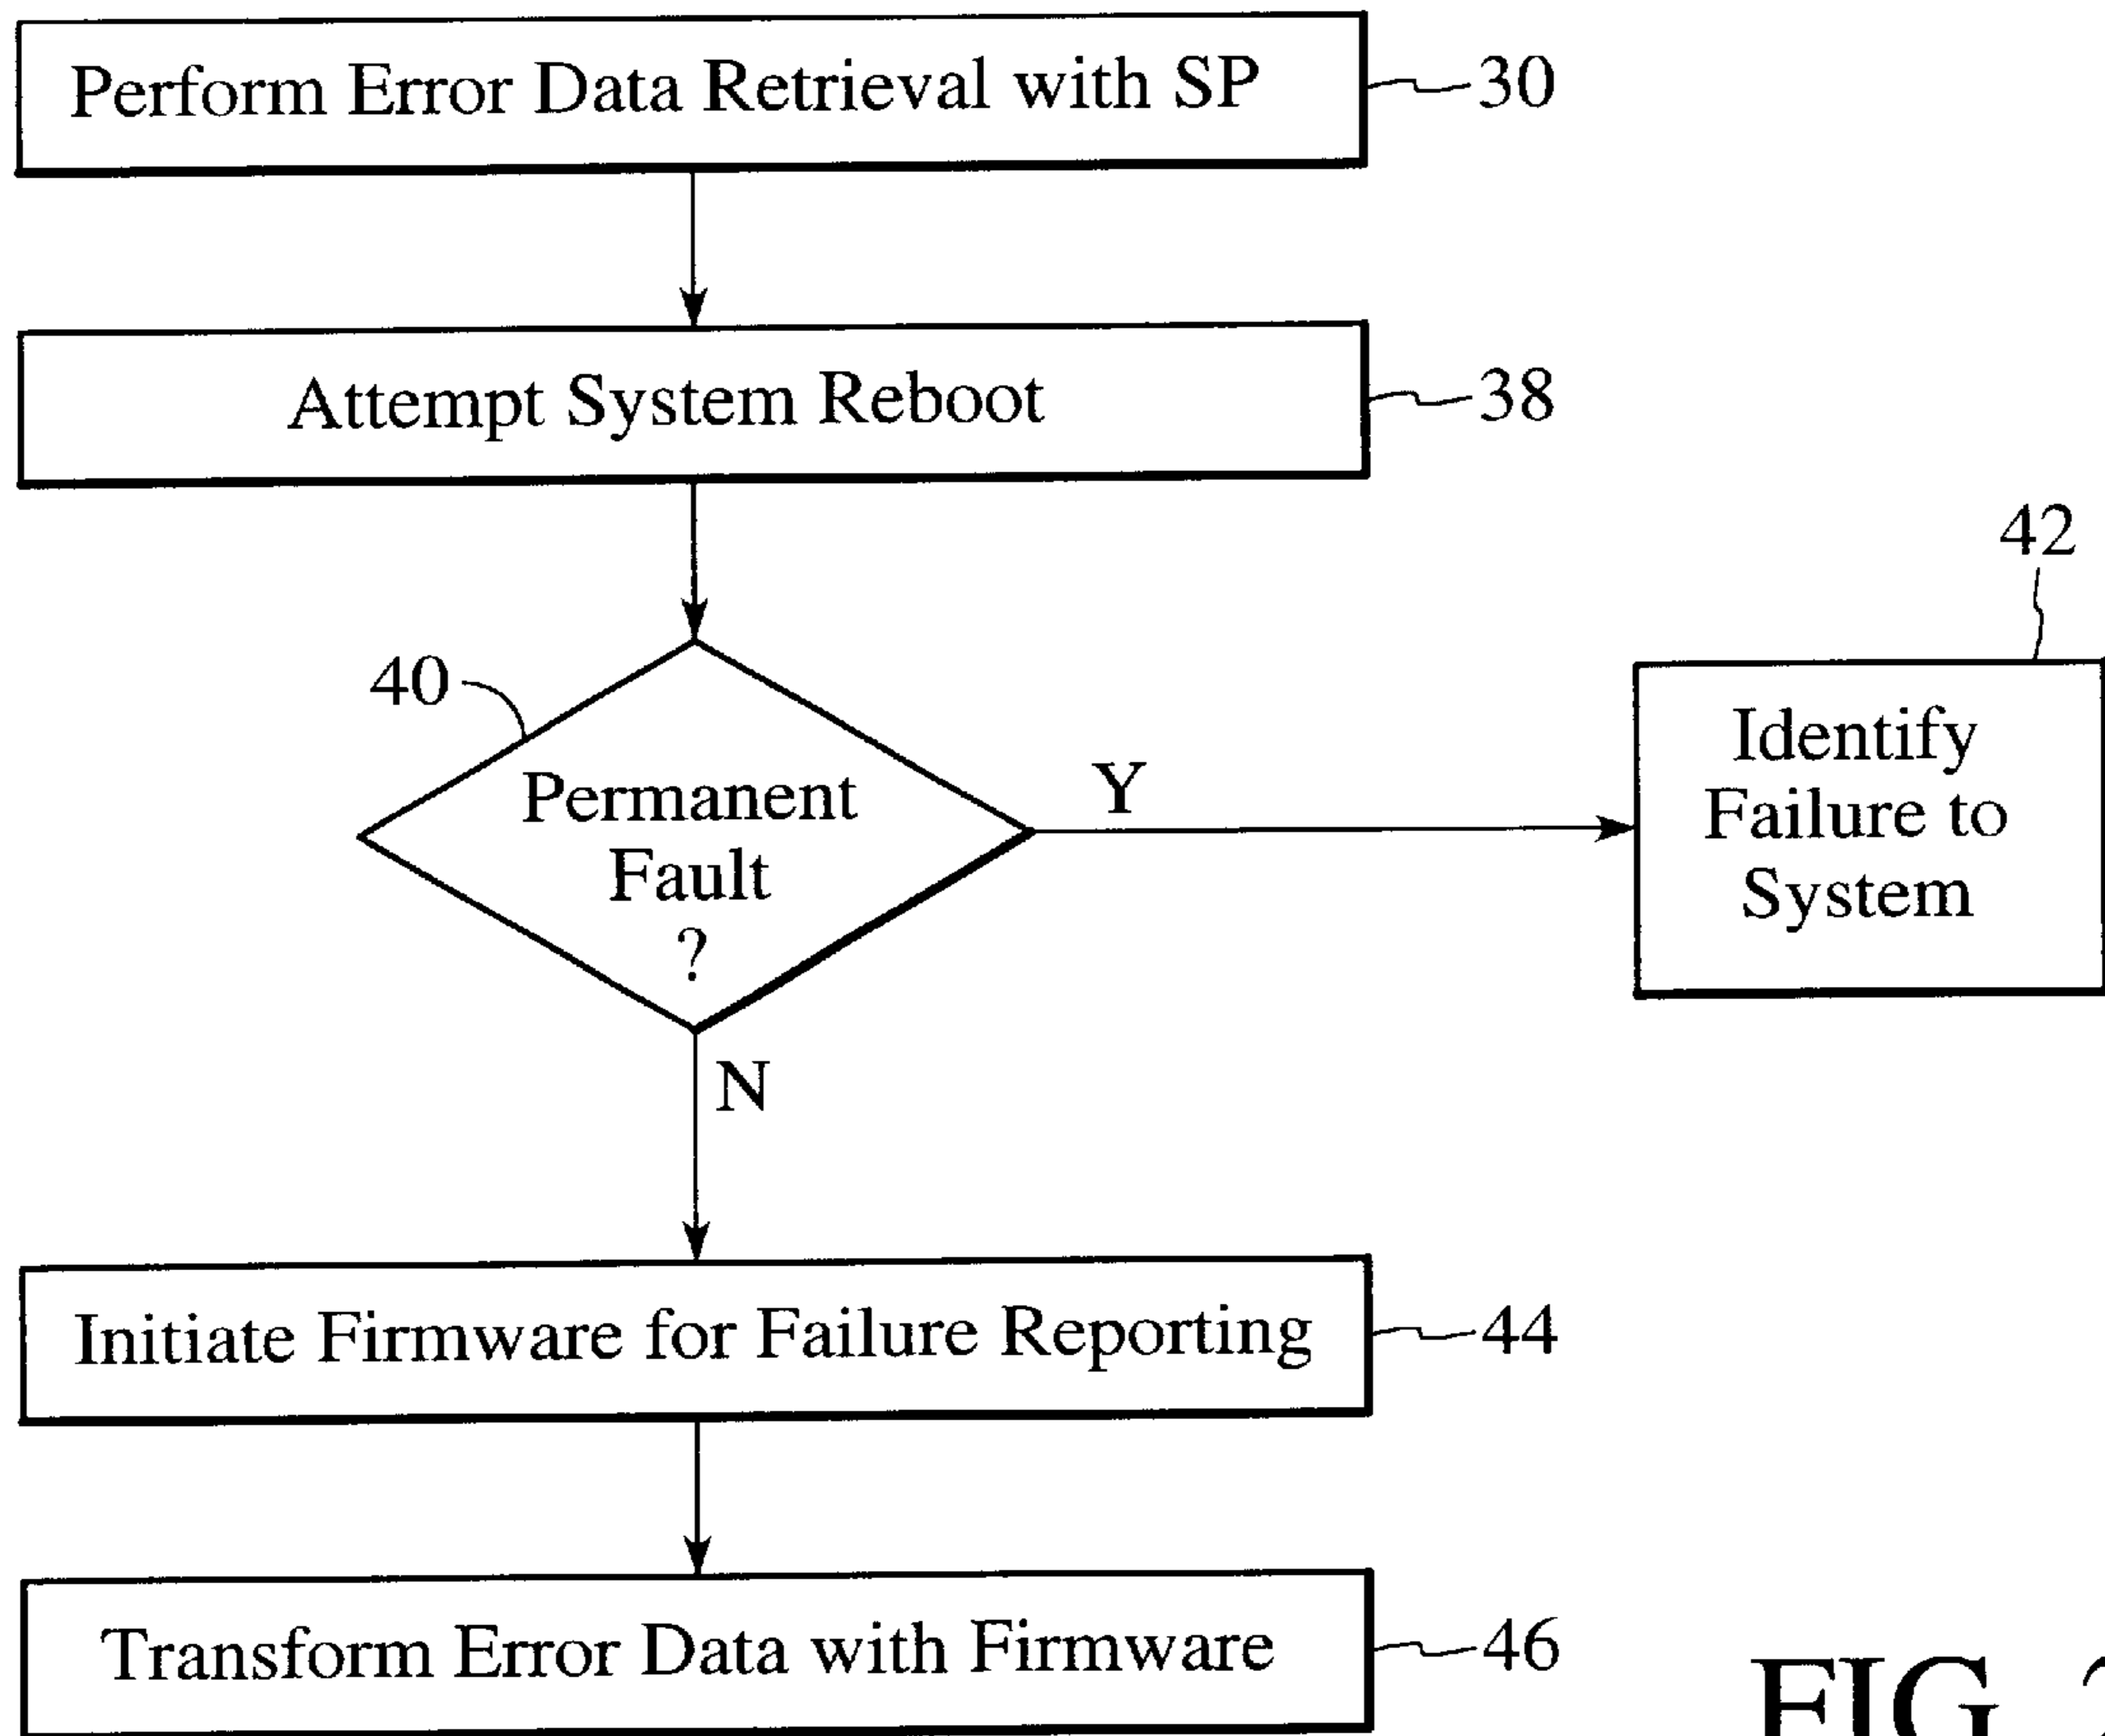 Perform Error Data Retrieval with SP
30
Attempt System Reboot
38
42
40
Permanent
Fault
?
Y
Identify
Failure to
System
N
Initiate Firmware for Failure Reporting
44
Transform Error Data with Firmware
46
FIG.